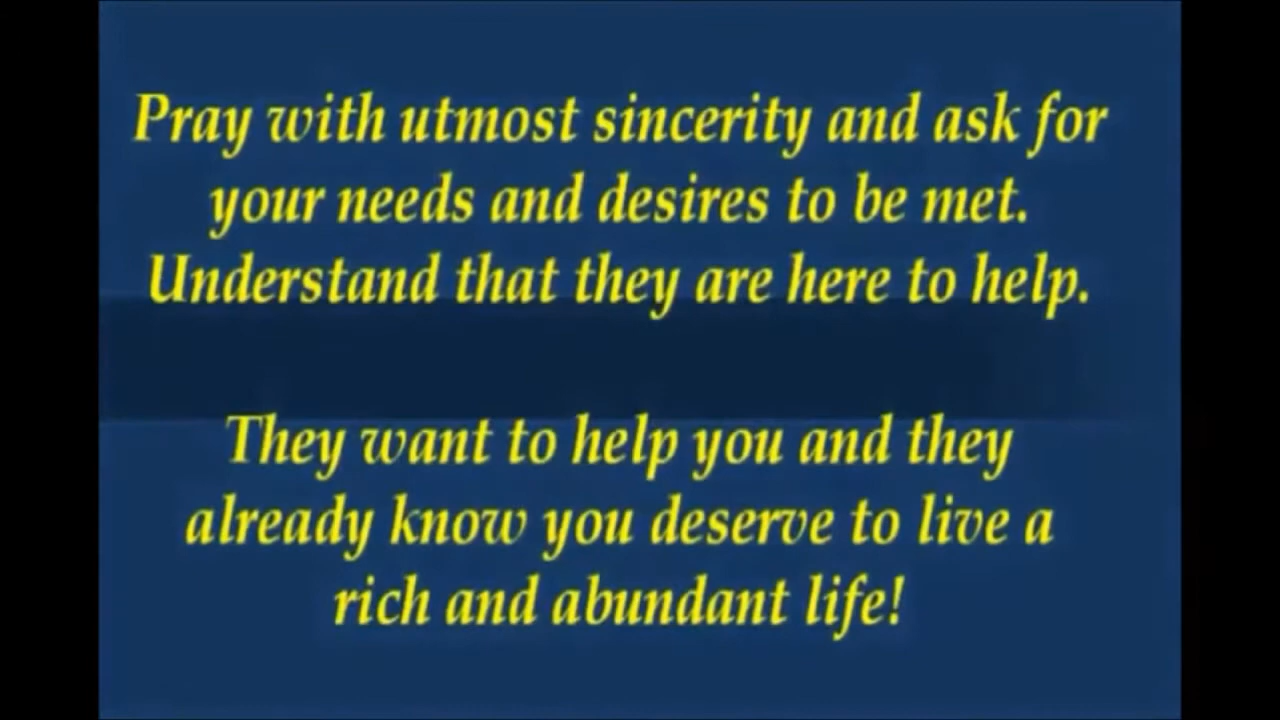 Pray with utmost sincerity and ask for
your needs and desires to be met.
Understand that they are here to help.
They want to help you and they
already know you deserve to live a
rich and abundant life!